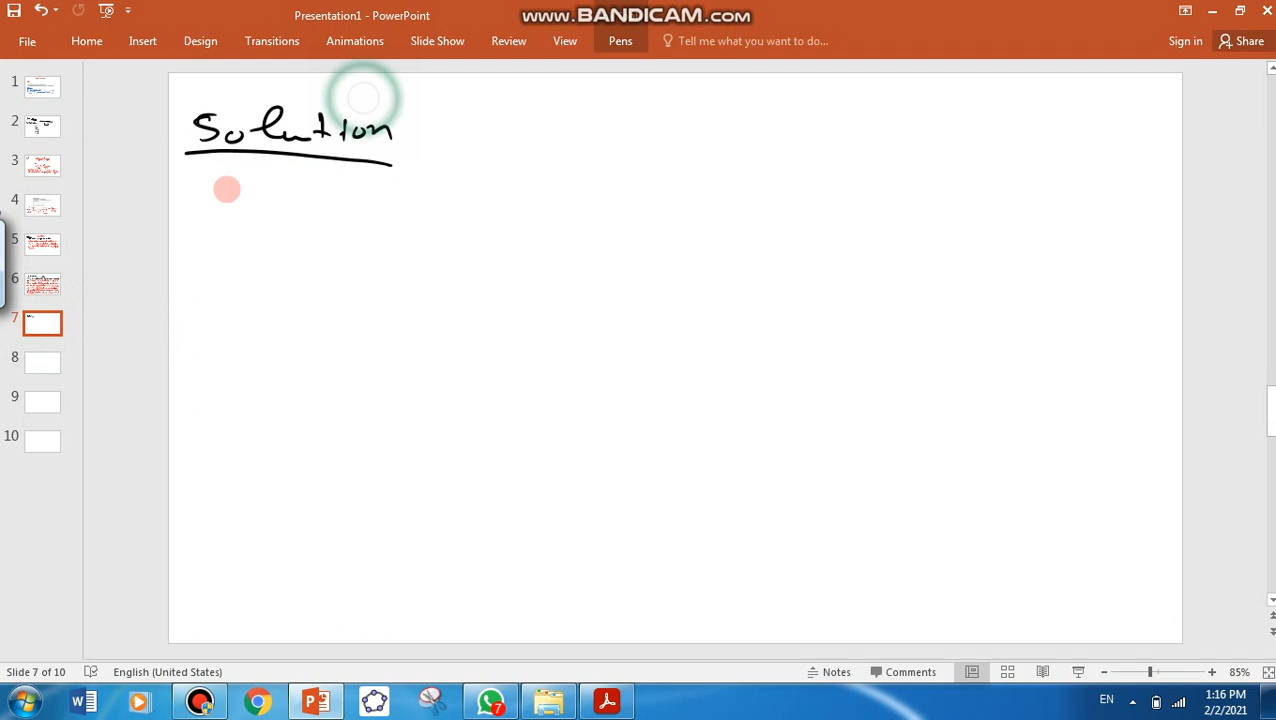 Presentation1 - PowerPoint
www.BANDICAM.com
File Home Insert Design Transitions Animations Slide Show Review View Pens Tell me what you want to do... Sign in Share
1
2
3
4
5
6
7
8
9
10
Solution
Slide 7 of 10 English (United States) Notes Comments 85%
7
EN
1:16 PM
2/2/2021